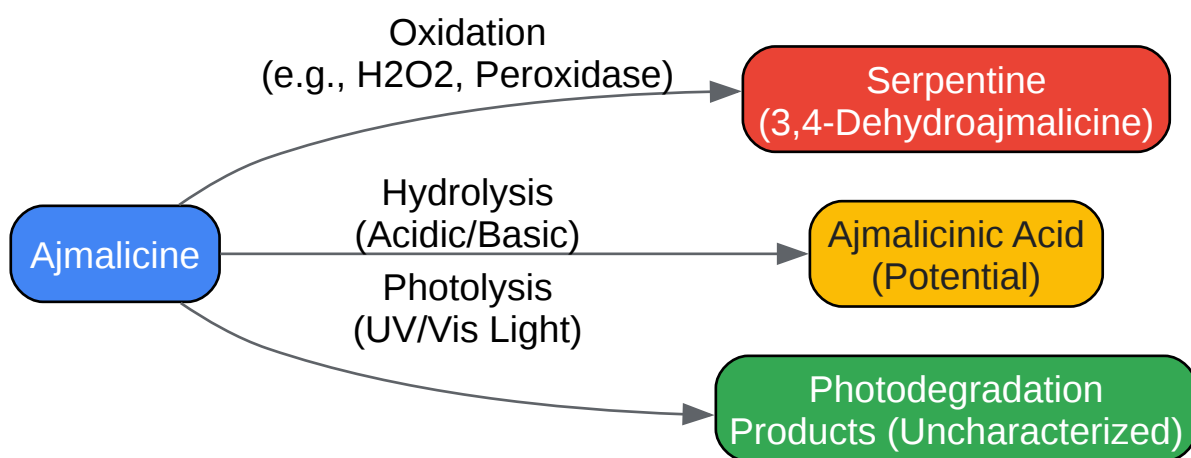 Oxidation
(e.g., H2O2, Peroxidase)
Serpentine
(3,4-Dehydroajmalicine)
Hydrolysis
(Acidic/Basic)
Ajmalicine
Ajmalicinic Acid
(Potential)
Photolysis
(UV/Vis Light)
Photodegradation
Products (Uncharacterized)